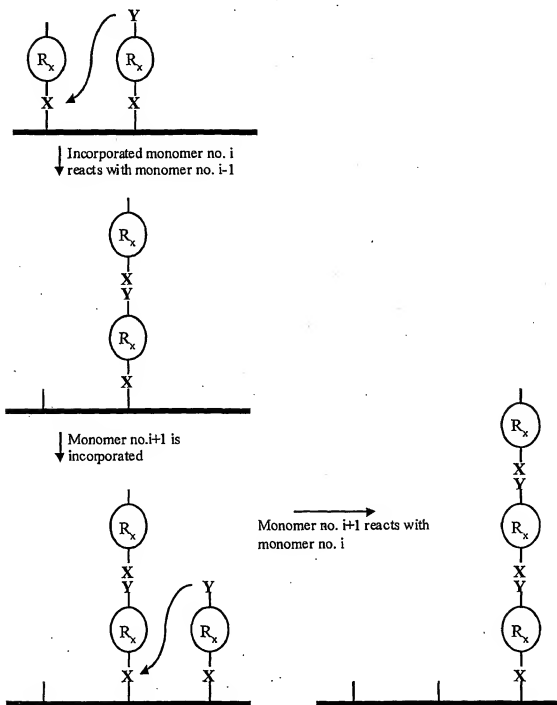 Y
Rₓ Rₓ
X X
Incorporated monomer no. i
reacts with monomer no. i-1
Rₓ
X
Y
Rₓ
X
Monomer no.i+1 is
incorporated
Rₓ
X
Y Y
Rₓ Rₓ
X X
Monomer no. i+1 reacts with
monomer no. i
Rₓ
X
Y
Rₓ
X
Y
Rₓ
X